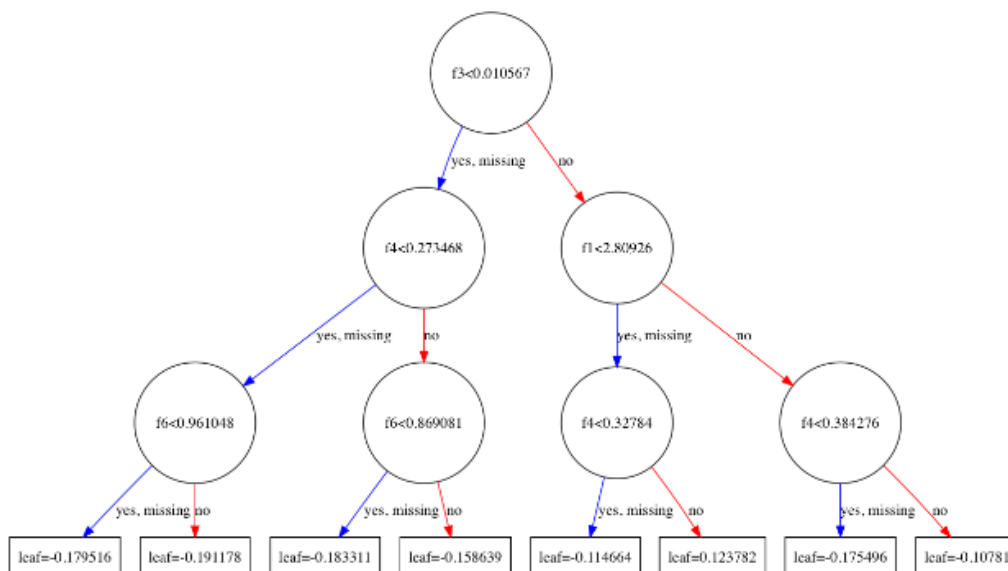 f3<0.010567
yes, missing
no
f4<0.273468
f1<2.80926
yes, missing
no
yes, missing
no
f6<0.961048
f6<0.869081
f4<0.32784
f4<0.384276
yes, missing
no
yes, missing
no
yes, missing
no
yes, missing
no
leaf=-0.179516
leaf=-0.191178
leaf=-0.183311
leaf=-0.158639
leaf=-0.114664
leaf=0.123782
leaf=-0.175496
leaf=-0.10781